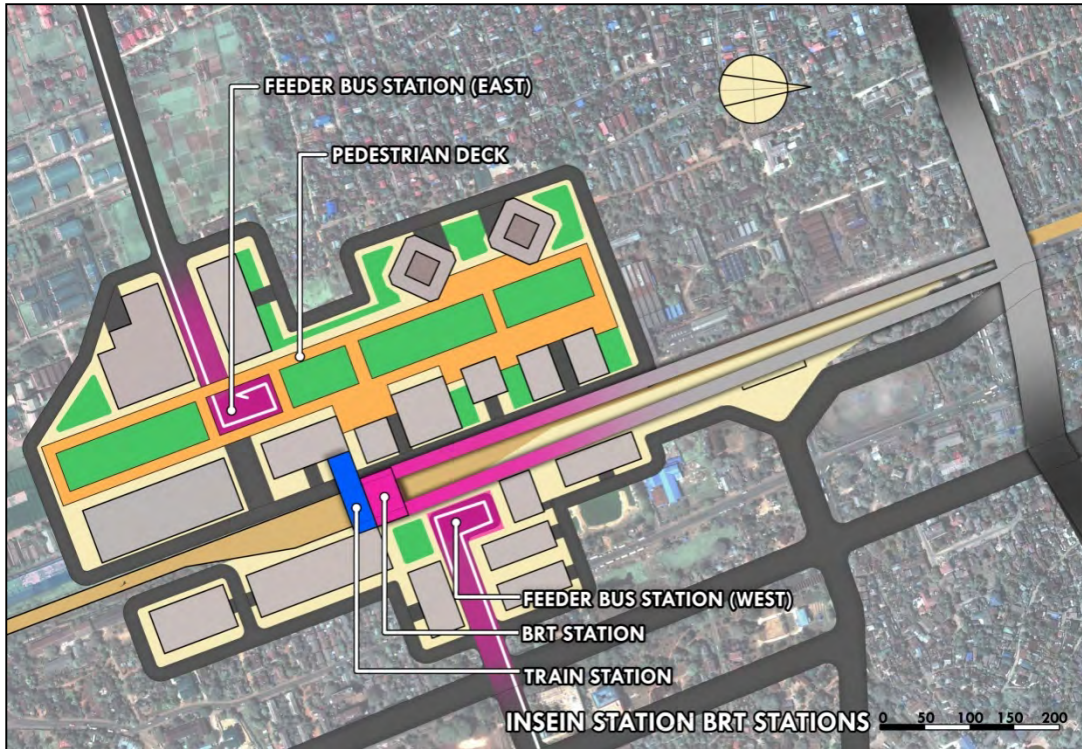 FEEDER BUS STATION (EAST)
PEDESTRIAN DECK
FEEDER BUS STATION (WEST)
BRT STATION
TRAIN STATION
INSEIN STATION BRT STATIONS
0 50 100 150 200